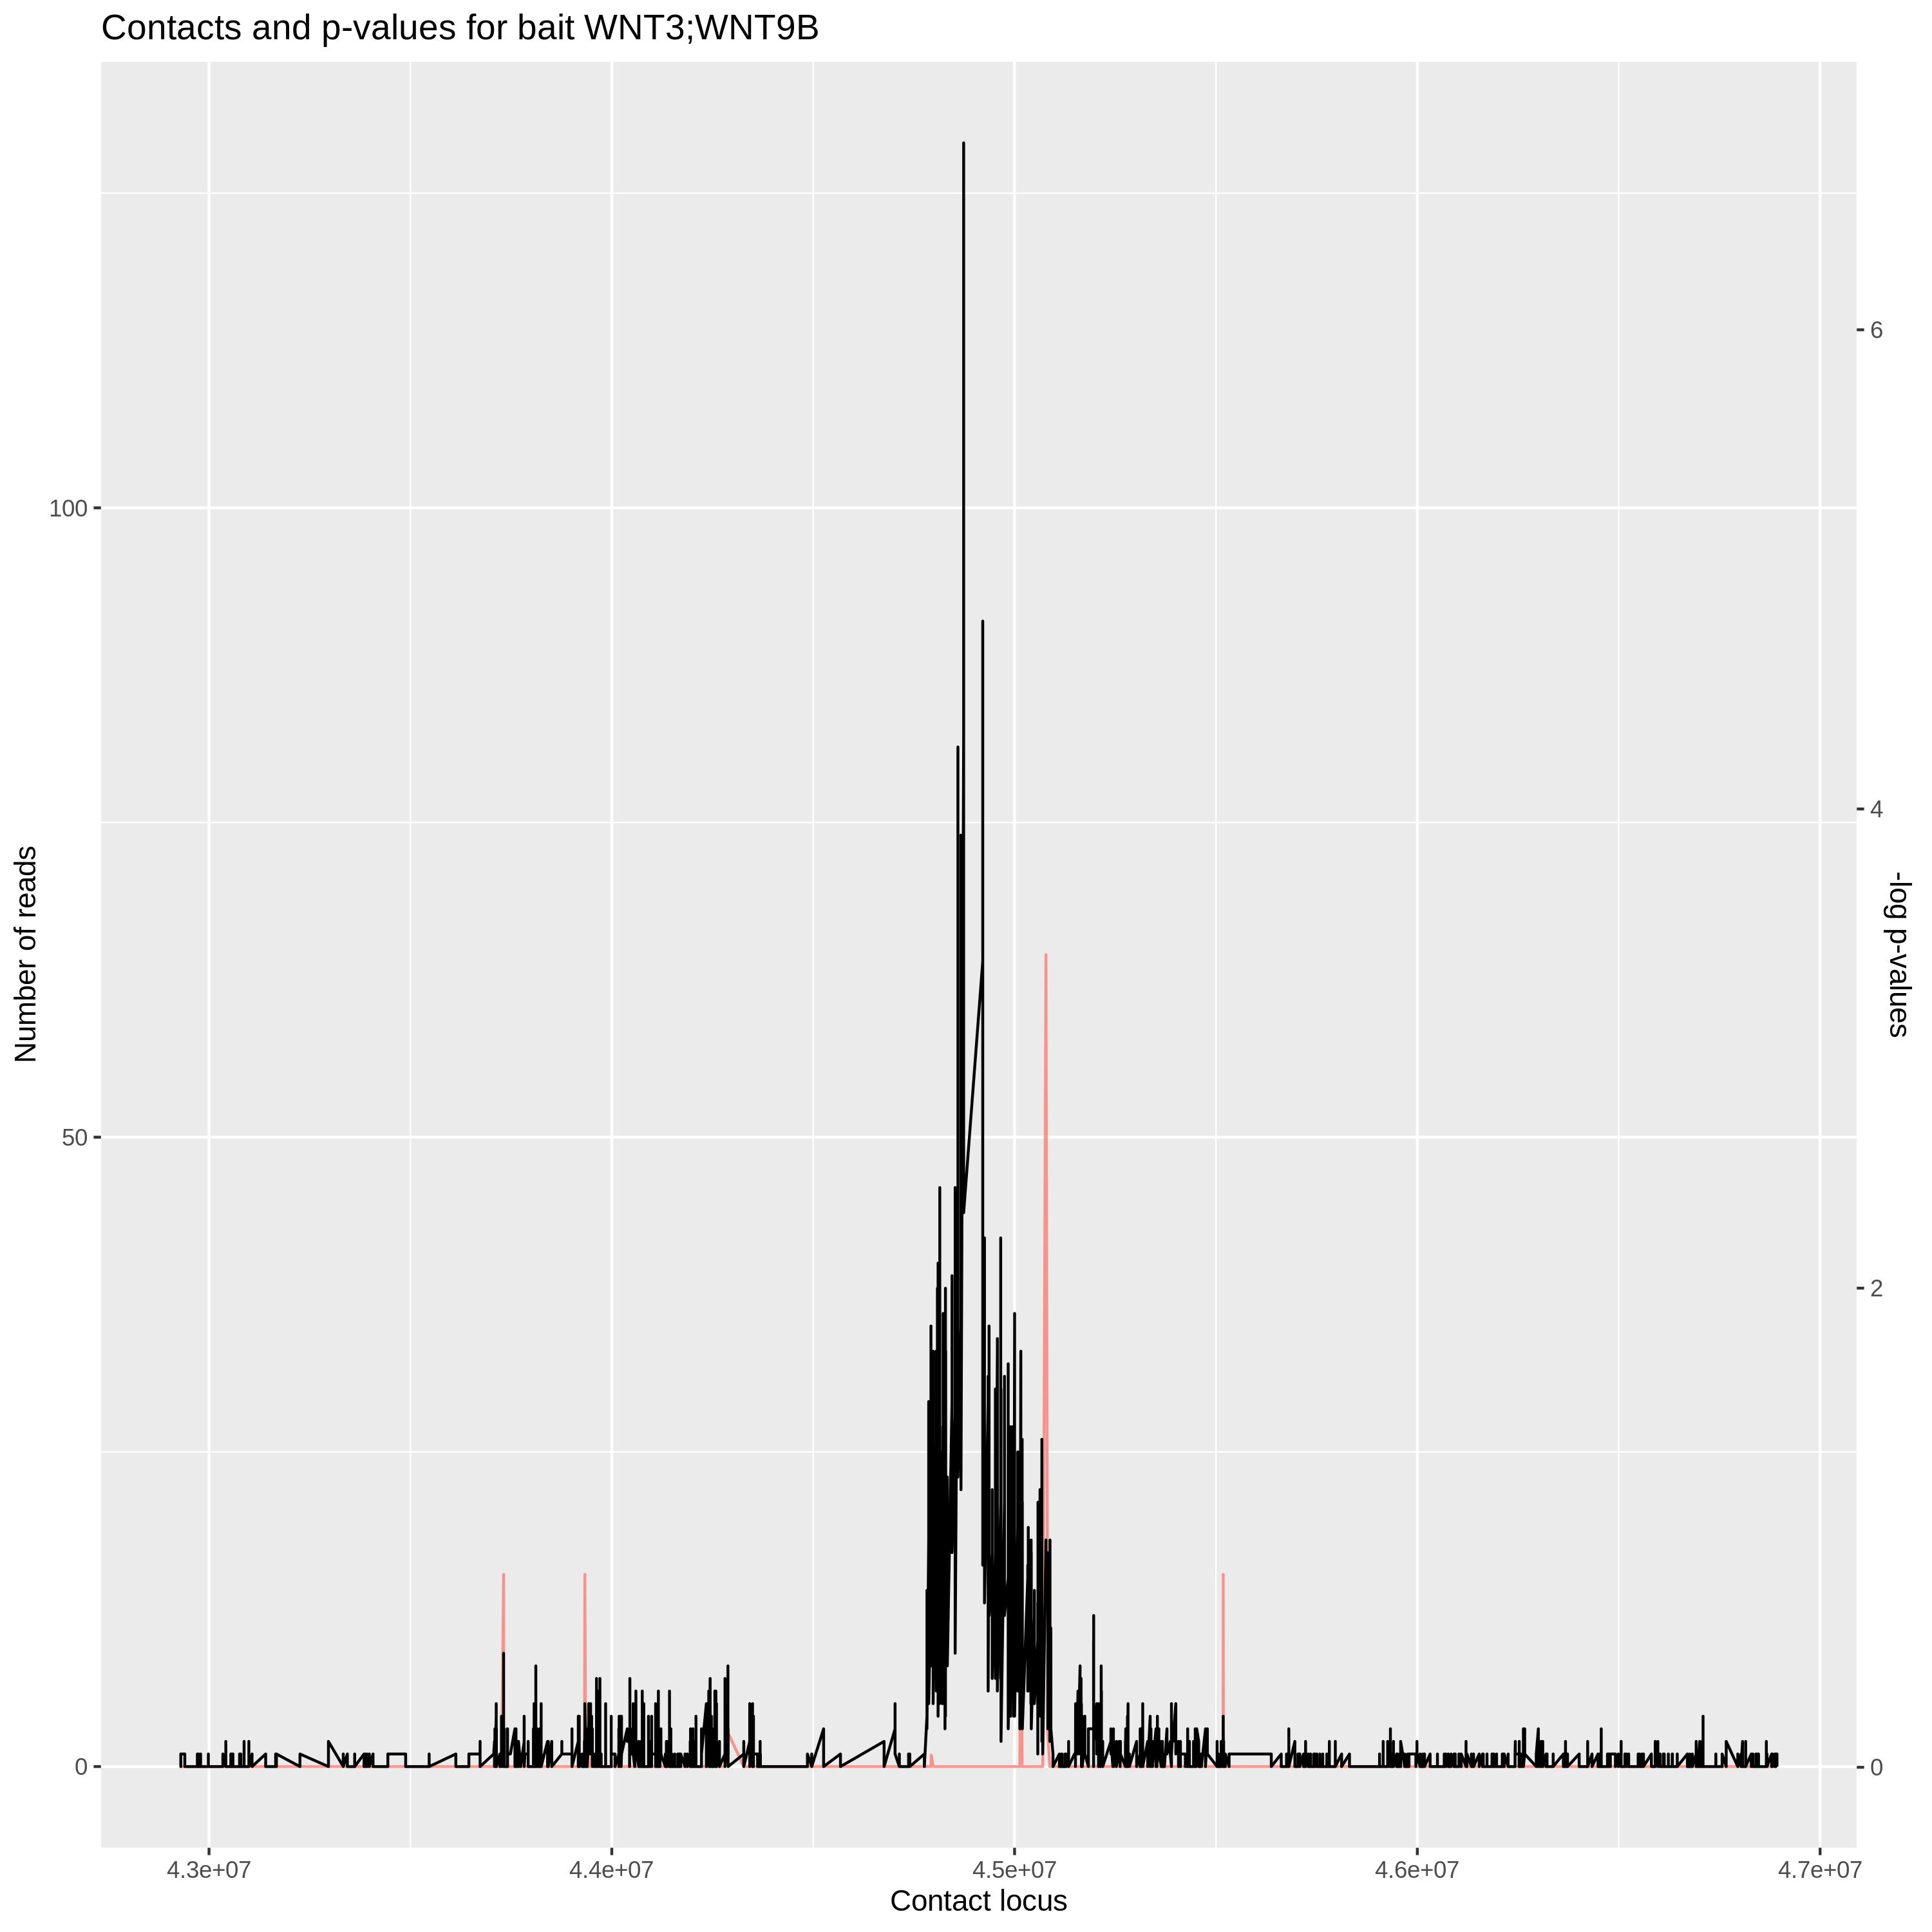 Contacts and p-values for bait WNT3;WNT9B
Number of reads
100
50
0
6
4
2
0
-log p-values
4.3e+07
4.4e+07
4.5e+07
4.6e+07
4.7e+07
Contact locus